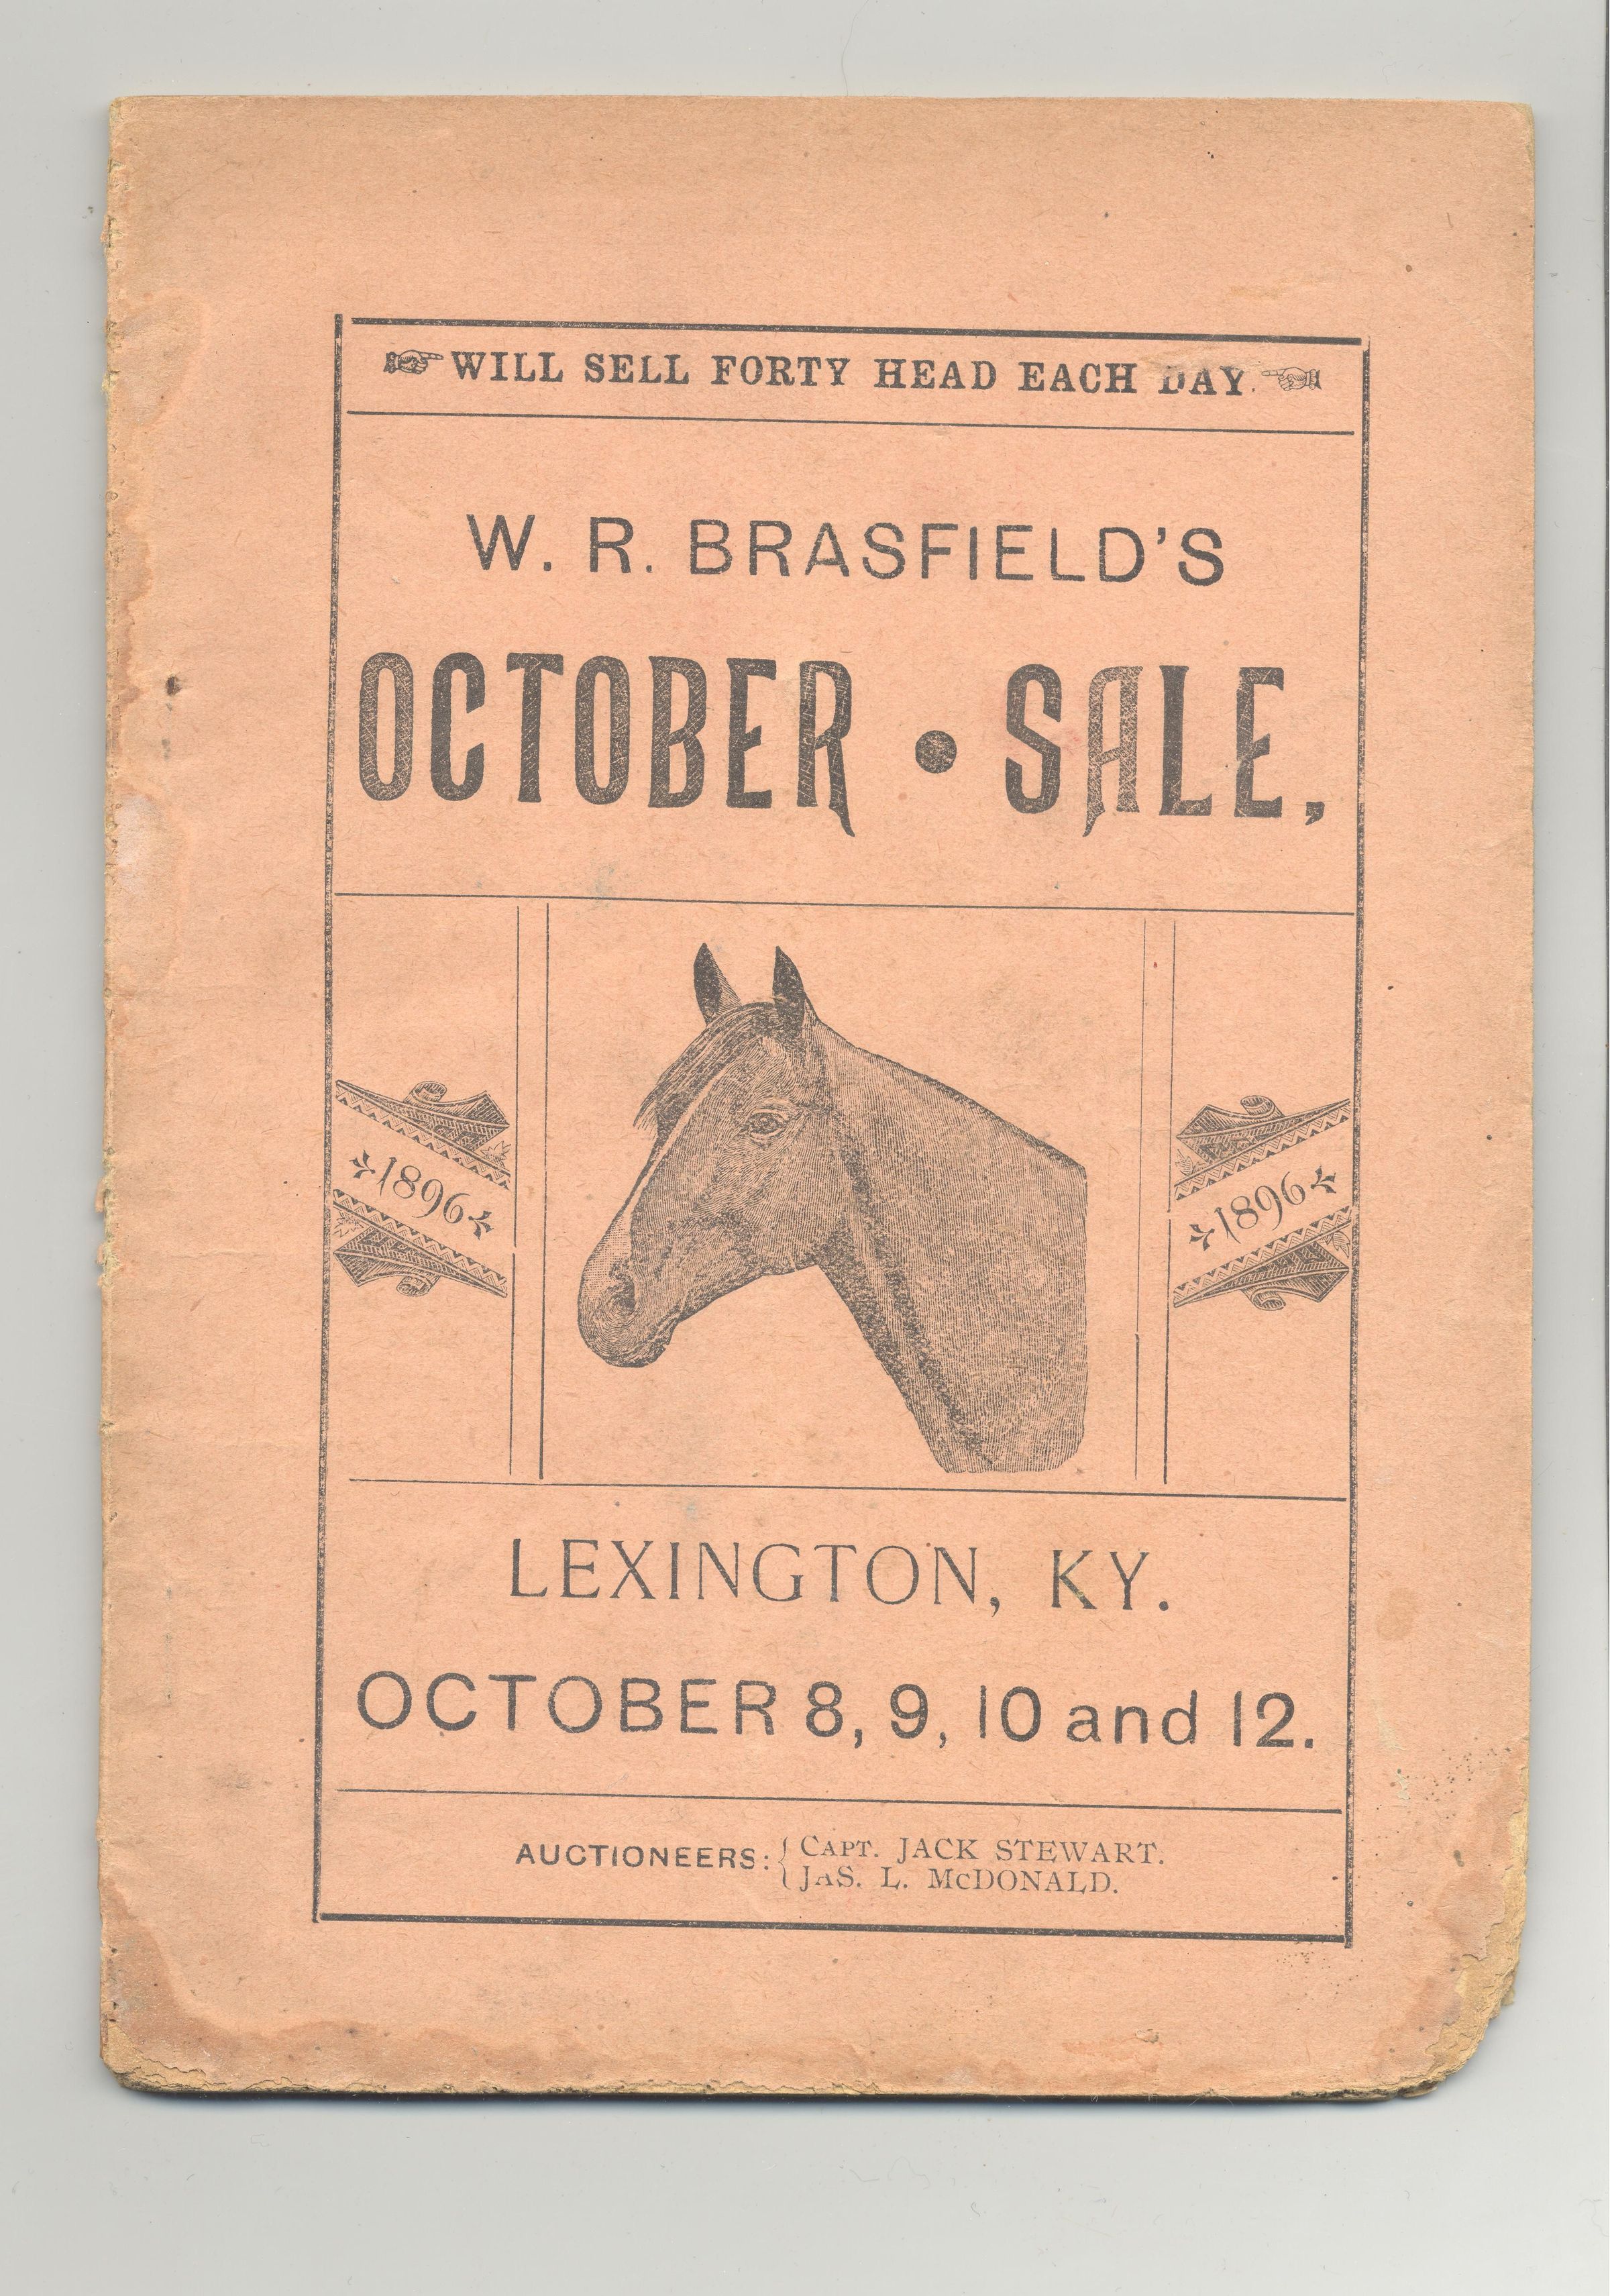 WILL SELL FORTY HEAD EACH DAY.
W. R. BRASFIELD'S
OCTOBER • SALE,
1896
1896
LEXINGTON, KY.
OCTOBER 8, 9, 10 and 12.
AUCTIONEERS: { CAPT. JACK STEWART.
JAS. L. McDONALD.